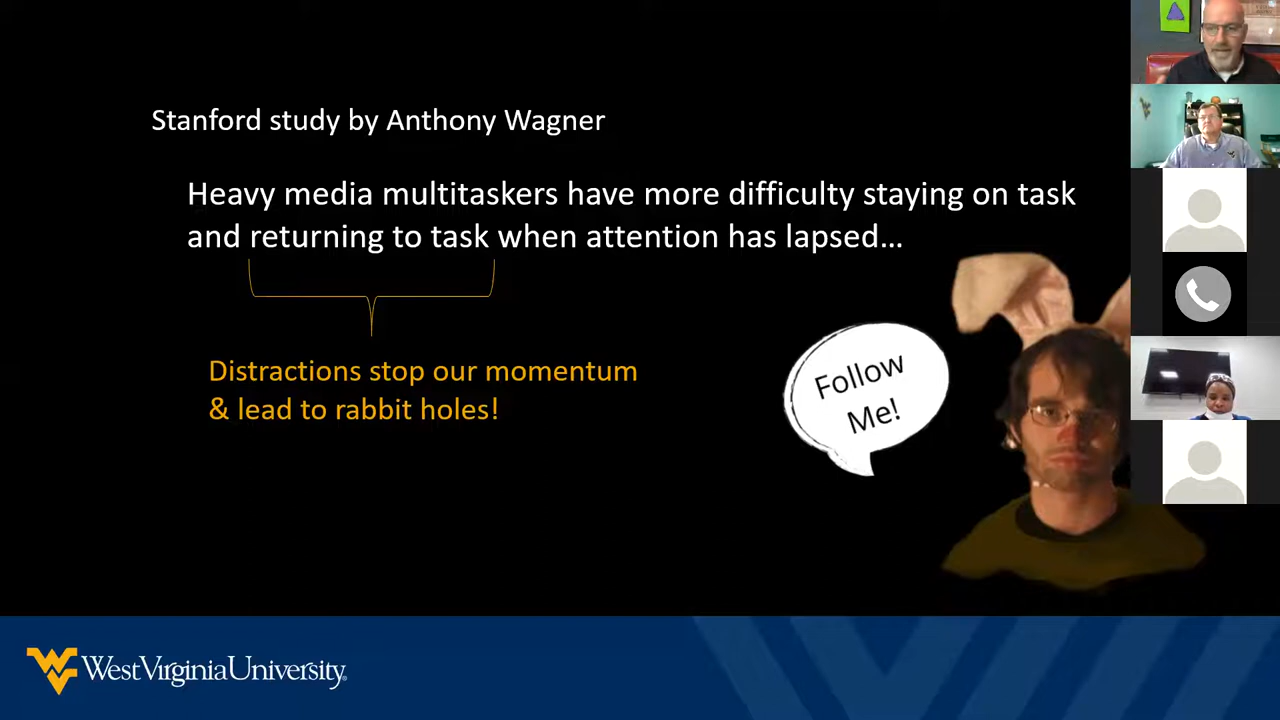 Stanford study by Anthony Wagner
Heavy media multitaskers have more difficulty staying on task
and returning to task when attention has lapsed...
Distractions stop our momentum
& lead to rabbit holes!
Follow
Me!
WestVirginiaUniversity®